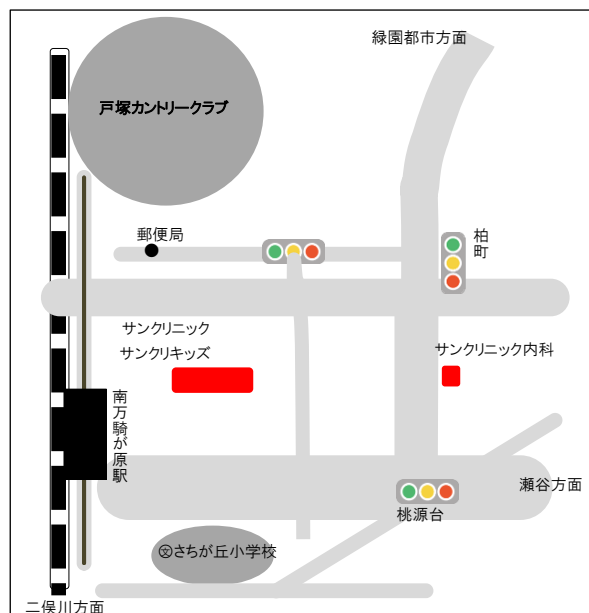 緑園都市方面
戸塚カントリークラブ
郵便局
柏町
サンクリニック
サンクリキッズ
サンクリニック内科
南万騎が原駅
瀬谷方面
桃源台
㊫さちが丘小学校
二俣川方面